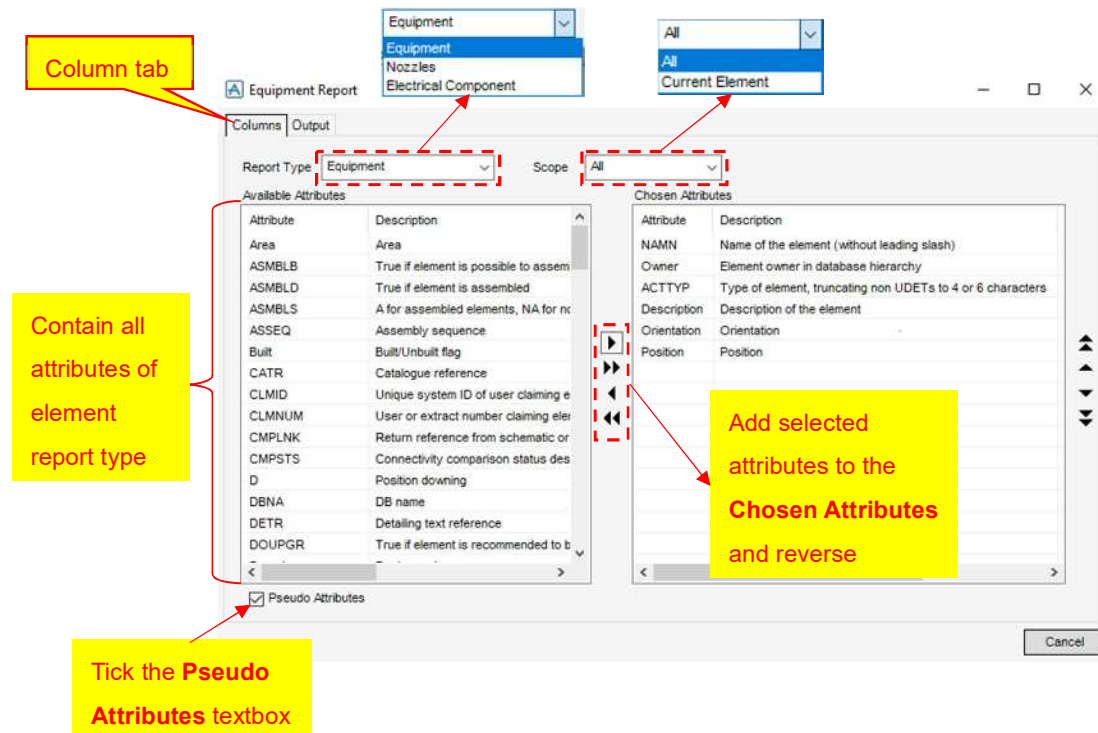 Equipment
Equipment
Nozzles
Electrical Component
All
All
Current Element
Column tab
Equipment Report
Columns Output
Report Type Equipment Scope All
Available Attributes Chosen Attributes
Attribute Description
Area Area
ASMBLB True if element is possible to assem
ASMBLD True if element is assembled
ASMBLS A for assembled elements, NA for no
ASSEQ Assembly sequence
Built Built/Unbuilt flag
CATR Catalogue reference
CLMID Unique system ID of user claiming e
CLMNUM User or extract number claiming elen
CMPLNK Return reference from schematic or
CMPSTS Connectivity comparison status des
D Position downing
DBNA DB name
DETR Detailing text reference
DOUPGR True if element is recommended to b
Attribute Description
NAMN Name of the element (without leading slash)
Owner Element owner in database hierarchy
ACTTYP Type of element, truncating non UDETs to 4 or 6 characters
Description Description of the element
Orientation Orientation
Position Position
Contain all
attributes of
element
report type
Add selected
attributes to the
Chosen Attributes
and reverse
Pseudo Attributes
Cancel
Tick the Pseudo
Attributes textbox